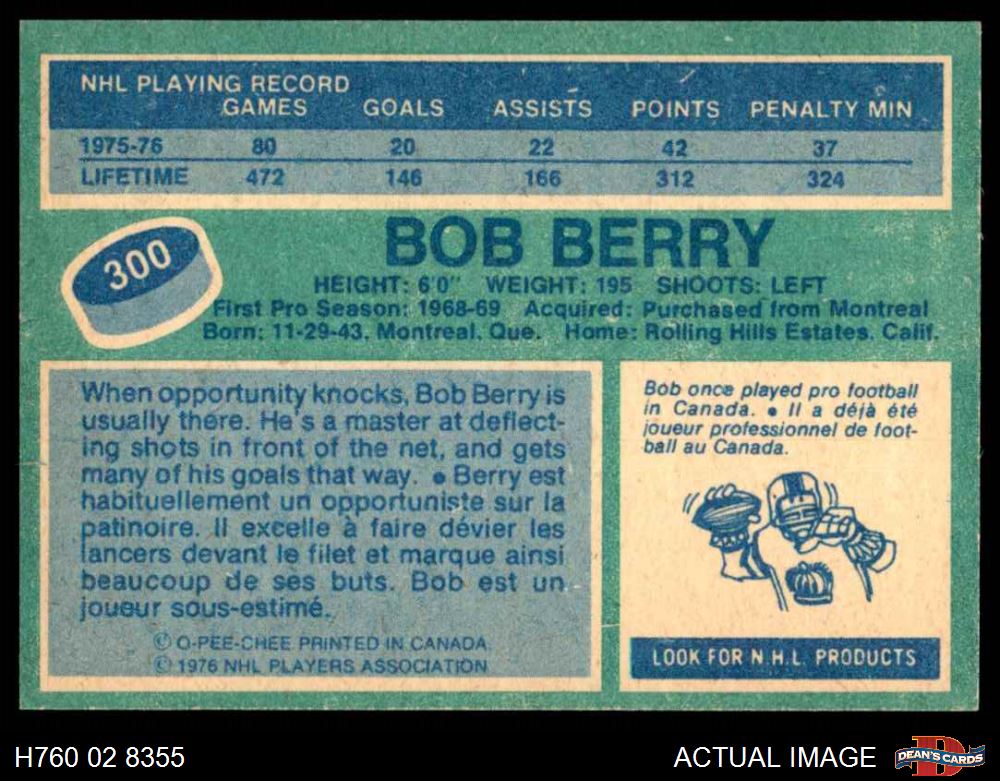 NHL PLAYING RECORD
GAMES GOALS ASSISTS POINTS PENALTY MIN
1975-76 80 20 22 42 37
LIFETIME 472 146 166 312 324
300
BOB BERRY
HEIGHT: 6'0" WEIGHT: 195 SHOOTS: LEFT
First Pro Season: 1968-69 Acquired: Purchased from Montreal
Born: 11-29-43, Montreal, Que. Home: Rolling Hills Estates, Calif.
When opportunity knocks, Bob Berry is
usually there. He's a master at deflect-
ing shots in front of the net, and gets
many of his goals that way. • Berry est
habituellement un opportuniste sur la
patinoire. Il excelle à faire dévier les
lancers devant le filet et marque ainsi
beaucoup de ses buts. Bob est un
joueur sous-estimé.
© O-PEE-CHEE PRINTED IN CANADA
© 1976 NHL PLAYERS ASSOCIATION
Bob once played pro football
in Canada. • Il a déjà été
joueur professionnel de foot-
ball au Canada.
LOOK FOR N.H.L. PRODUCTS
H760 02 8355
ACTUAL IMAGE
D
DEAN'S CARDS